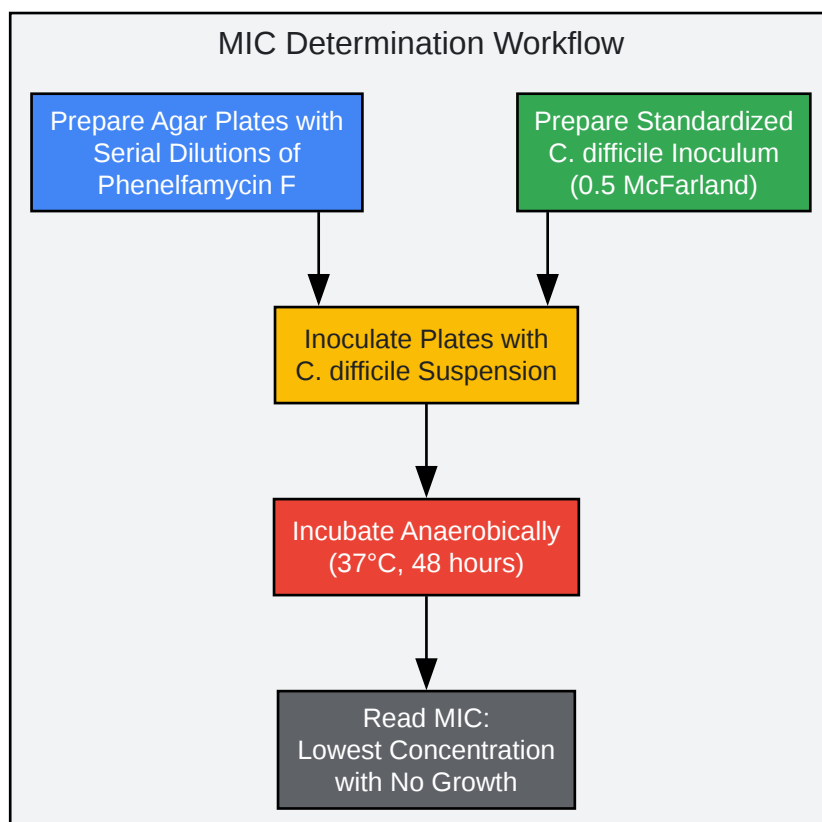 MIC Determination Workflow
Prepare Agar Plates with
Serial Dilutions of
Phenelfamycin F
Prepare Standardized
C. difficile Inoculum
(0.5 McFarland)
Inoculate Plates with
C. difficile Suspension
Incubate Anaerobically
(37°C, 48 hours)
Read MIC:
Lowest Concentration
with No Growth